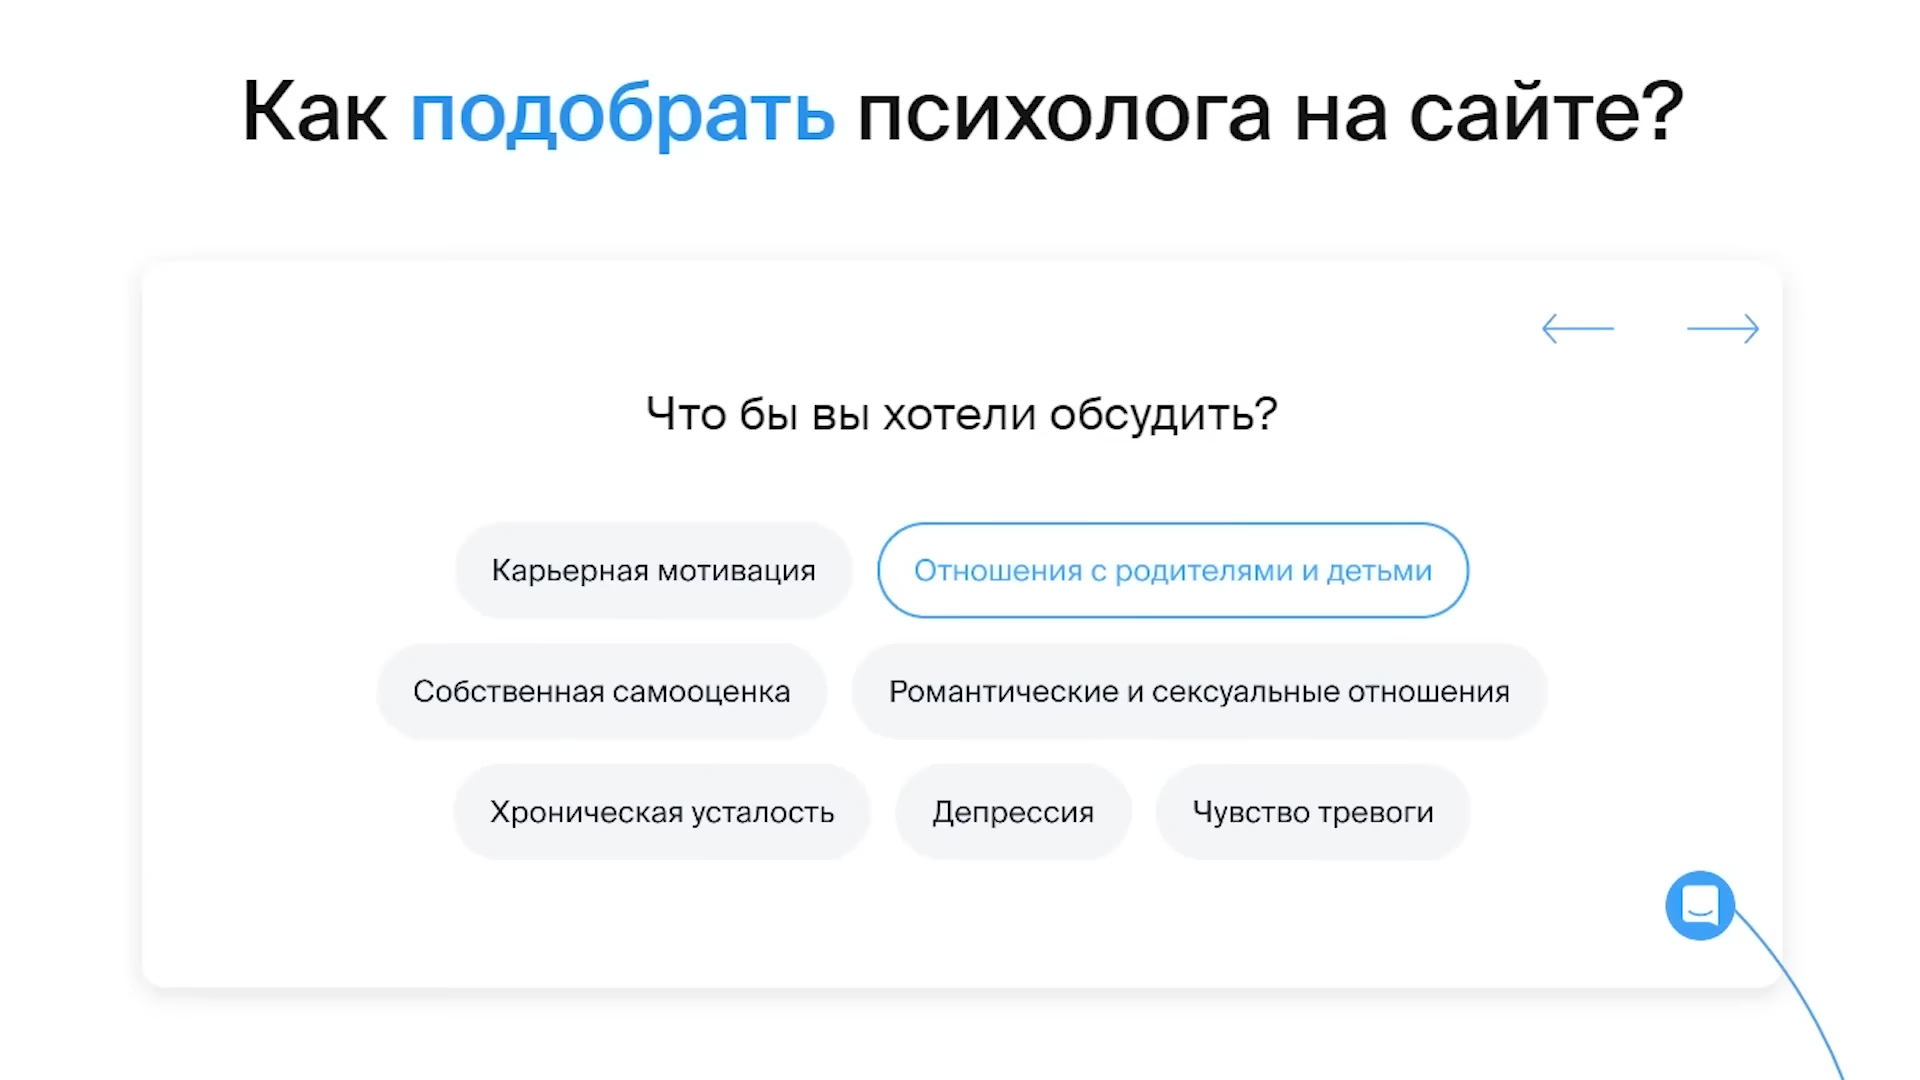 Как подобрать психолога на сайте?
Что бы вы хотели обсудить?
Карьерная мотивация
Отношения с родителями и детьми
Собственная самооценка
Романтические и сексуальные отношения
Хроническая усталость
Депрессия
Чувство тревоги